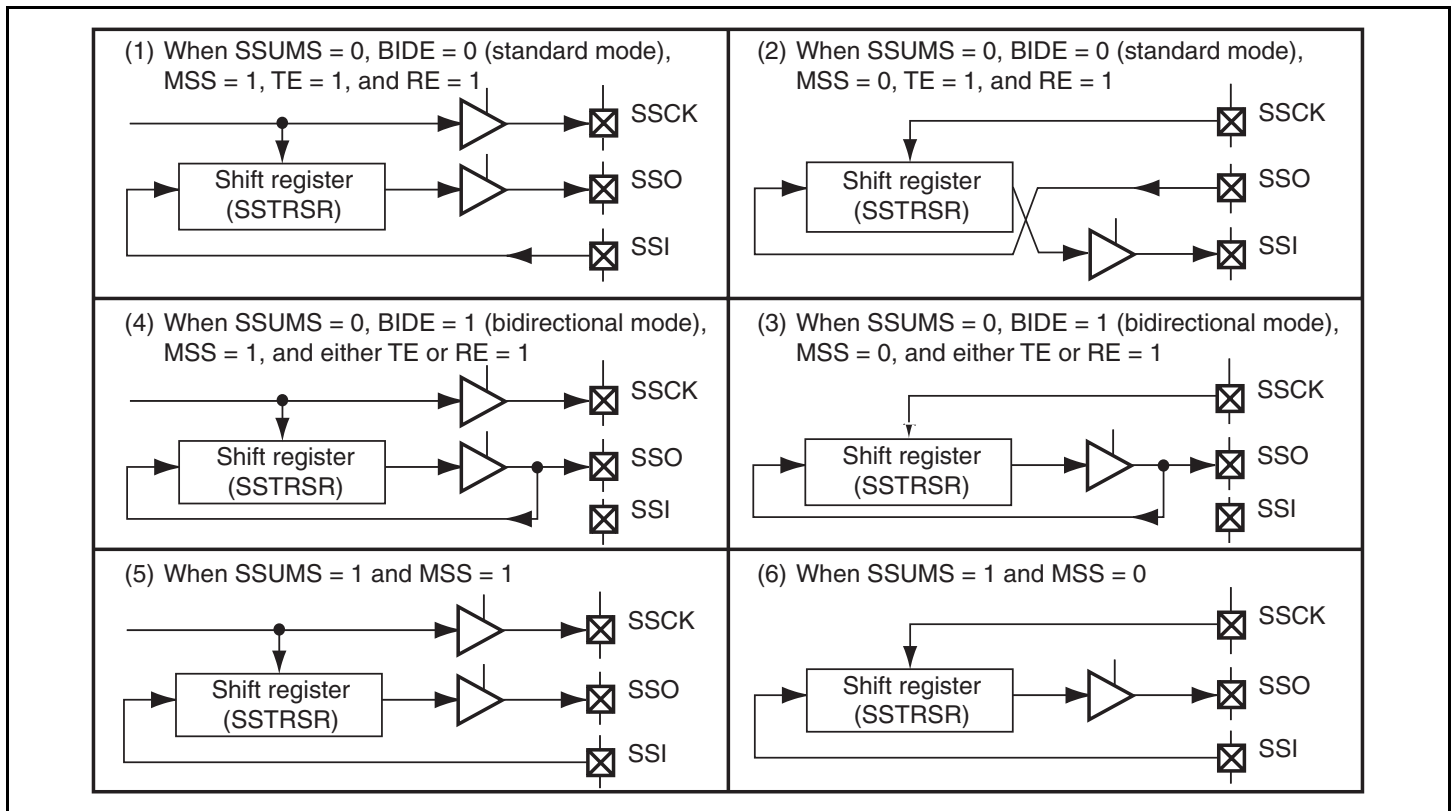 (1) When SSUMS = 0, BIDE = 0 (standard mode),
MSS = 1, TE = 1, and RE = 1
SSCK
Shift register
(SSTRSR)
SSO
SSI
(2) When SSUMS = 0, BIDE = 0 (standard mode),
MSS = 0, TE = 1, and RE = 1
SSCK
Shift register
(SSTRSR)
SSO
SSI
(4) When SSUMS = 0, BIDE = 1 (bidirectional mode),
MSS = 1, and either TE or RE = 1
SSCK
Shift register
(SSTRSR)
SSO
SSI
(3) When SSUMS = 0, BIDE = 1 (bidirectional mode),
MSS = 0, and either TE or RE = 1
SSCK
Shift register
(SSTRSR)
SSO
SSI
(5) When SSUMS = 1 and MSS = 1
SSCK
Shift register
(SSTRSR)
SSO
SSI
(6) When SSUMS = 1 and MSS = 0
SSCK
Shift register
(SSTRSR)
SSO
SSI